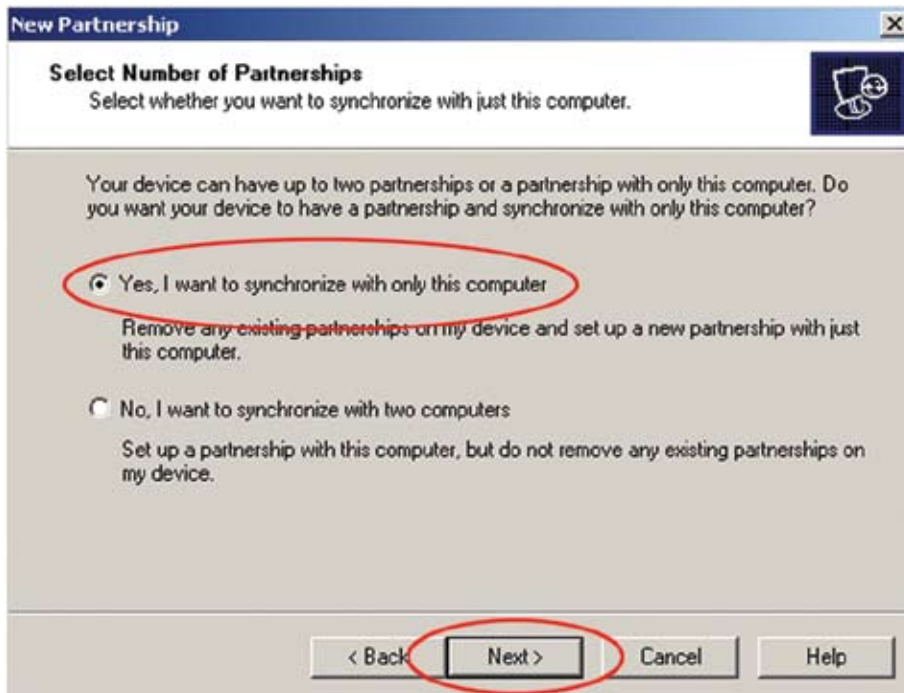 New Partnership
Select Number of Partnerships
Select whether you want to synchronize with just this computer.
Your device can have up to two partnerships or a partnership with only this computer. Do
you want your device to have a partnership and synchronize with only this computer?
Yes, I want to synchronize with only this computer
Remove any existing partnerships on my device and set up a new partnership with just
this computer.
No, I want to synchronize with two computers
Set up a partnership with this computer, but do not remove any existing partnerships on
my device.
< Back Next > Cancel Help